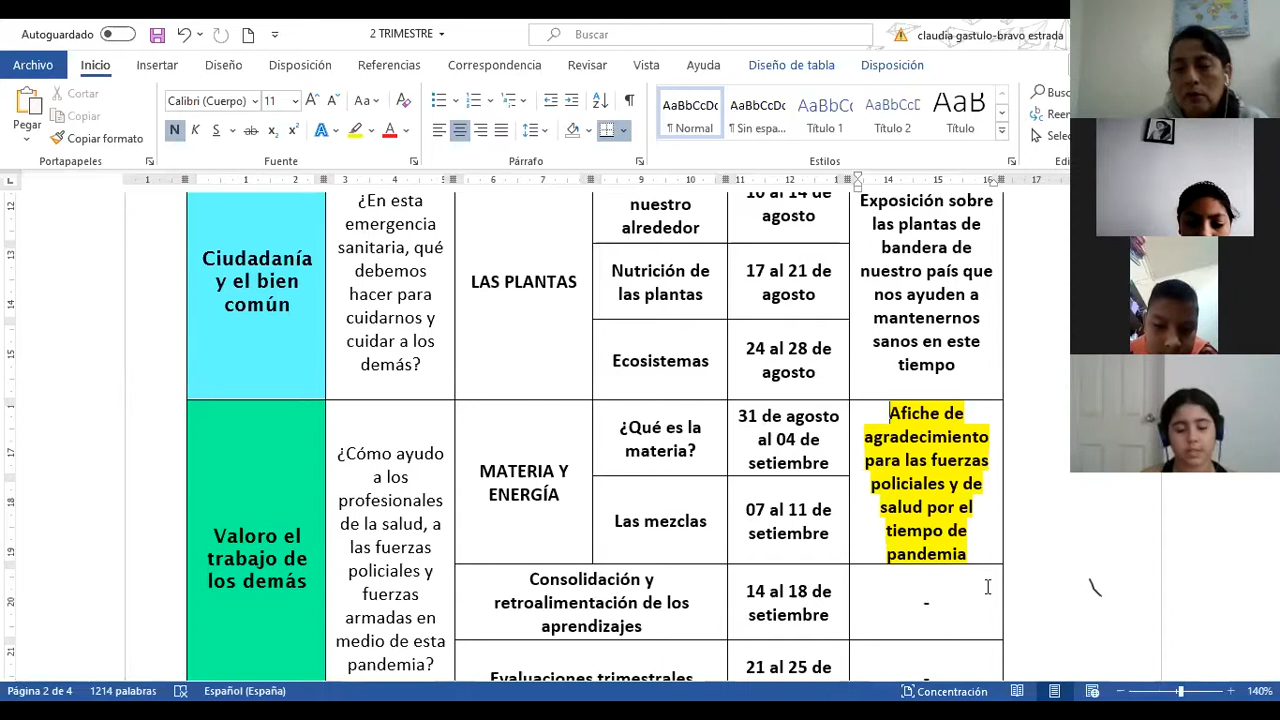 Autoguardado
2 TRIMESTRE
Buscar
claudia gastulo-bravo estrada
Archivo Inicio Insertar Diseño Disposición Referencias Correspondencia Revisar Vista Ayuda Diseño de tabla Disposición
Pegar
Cortar
Copiar
Copiar formato
Portapapeles
Calibri (Cuerpo) 11
N K S
Fuente
Párrafo
AaBbCcDc
¶ Normal
AaBbCcDc
¶ Sin espa...
AaBbCcI
Título 1
AaBbCcD
Título 2
AaB
Título
Estilos
Ciudadanía
y el bien
común
¿En esta
emergencia
sanitaria, qué
debemos
hacer para
cuidarnos y
cuidar a los
demás?
LAS PLANTAS
nuestro
alrededor
10 al 14 de
agosto
Nutrición de
las plantas
17 al 21 de
agosto
Ecosistemas
24 al 28 de
agosto
Exposición sobre
las plantas de
bandera de
nuestro país que
nos ayuden a
mantenernos
sanos en este
tiempo
Valoro el
trabajo de
los demás
¿Cómo ayudo
a los
profesionales
de la salud, a
las fuerzas
policiales y
fuerzas
armadas en
medio de esta
pandemia?
MATERIA Y
ENERGÍA
¿Qué es la
materia?
31 de agosto
al 04 de
setiembre
Las mezclas
07 al 11 de
setiembre
Afiche de
agradecimiento
para las fuerzas
policiales y de
salud por el
tiempo de
pandemia
Consolidación y
retroalimentación de los
aprendizajes
14 al 18 de
setiembre
-
Evaluaciones trimestrales
21 al 25 de
-
Página 2 de 4 1214 palabras Español (España) Concentración 140%